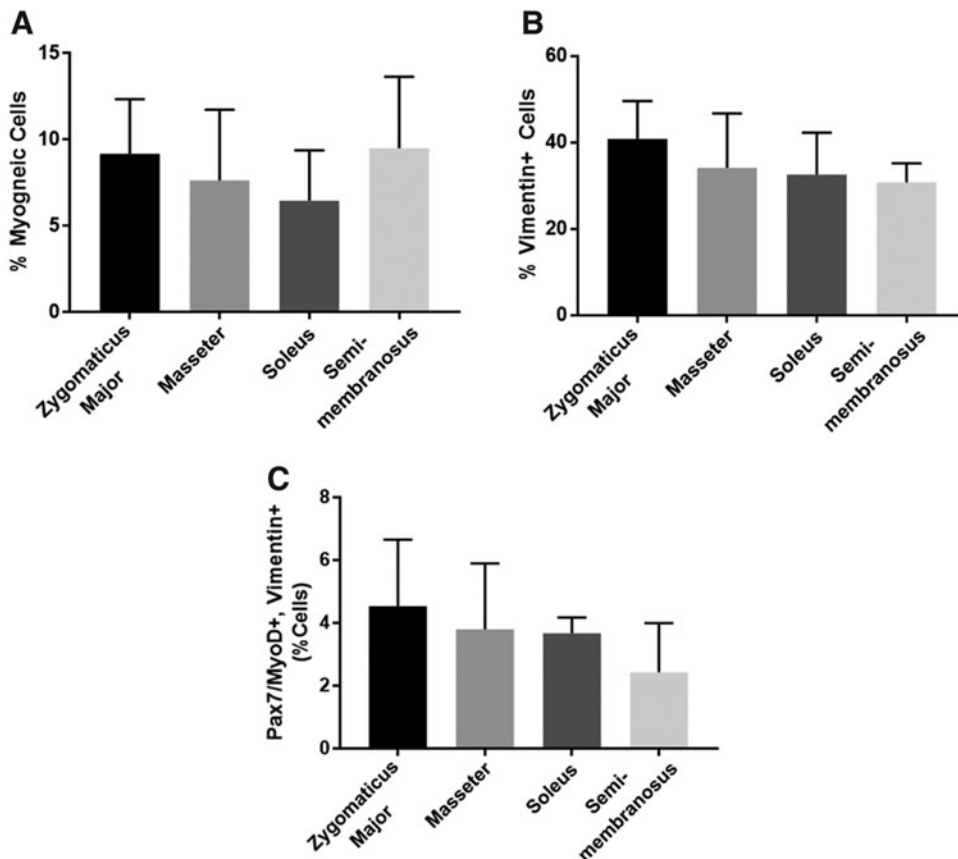 A
% Myogneic Cells
15
10
5
0
Zygomaticus
Major
Masseter
Soleus
Semi-
membranosus
B
% Vimentin+ Cells
60
40
20
0
Zygomaticus
Major
Masseter
Soleus
Semi-
membranosus
C
Pax7/MyoD+, Vimentin+
(%Cells)
8
6
4
2
0
Zygomaticus
Major
Masseter
Soleus
Semi-
membranosus